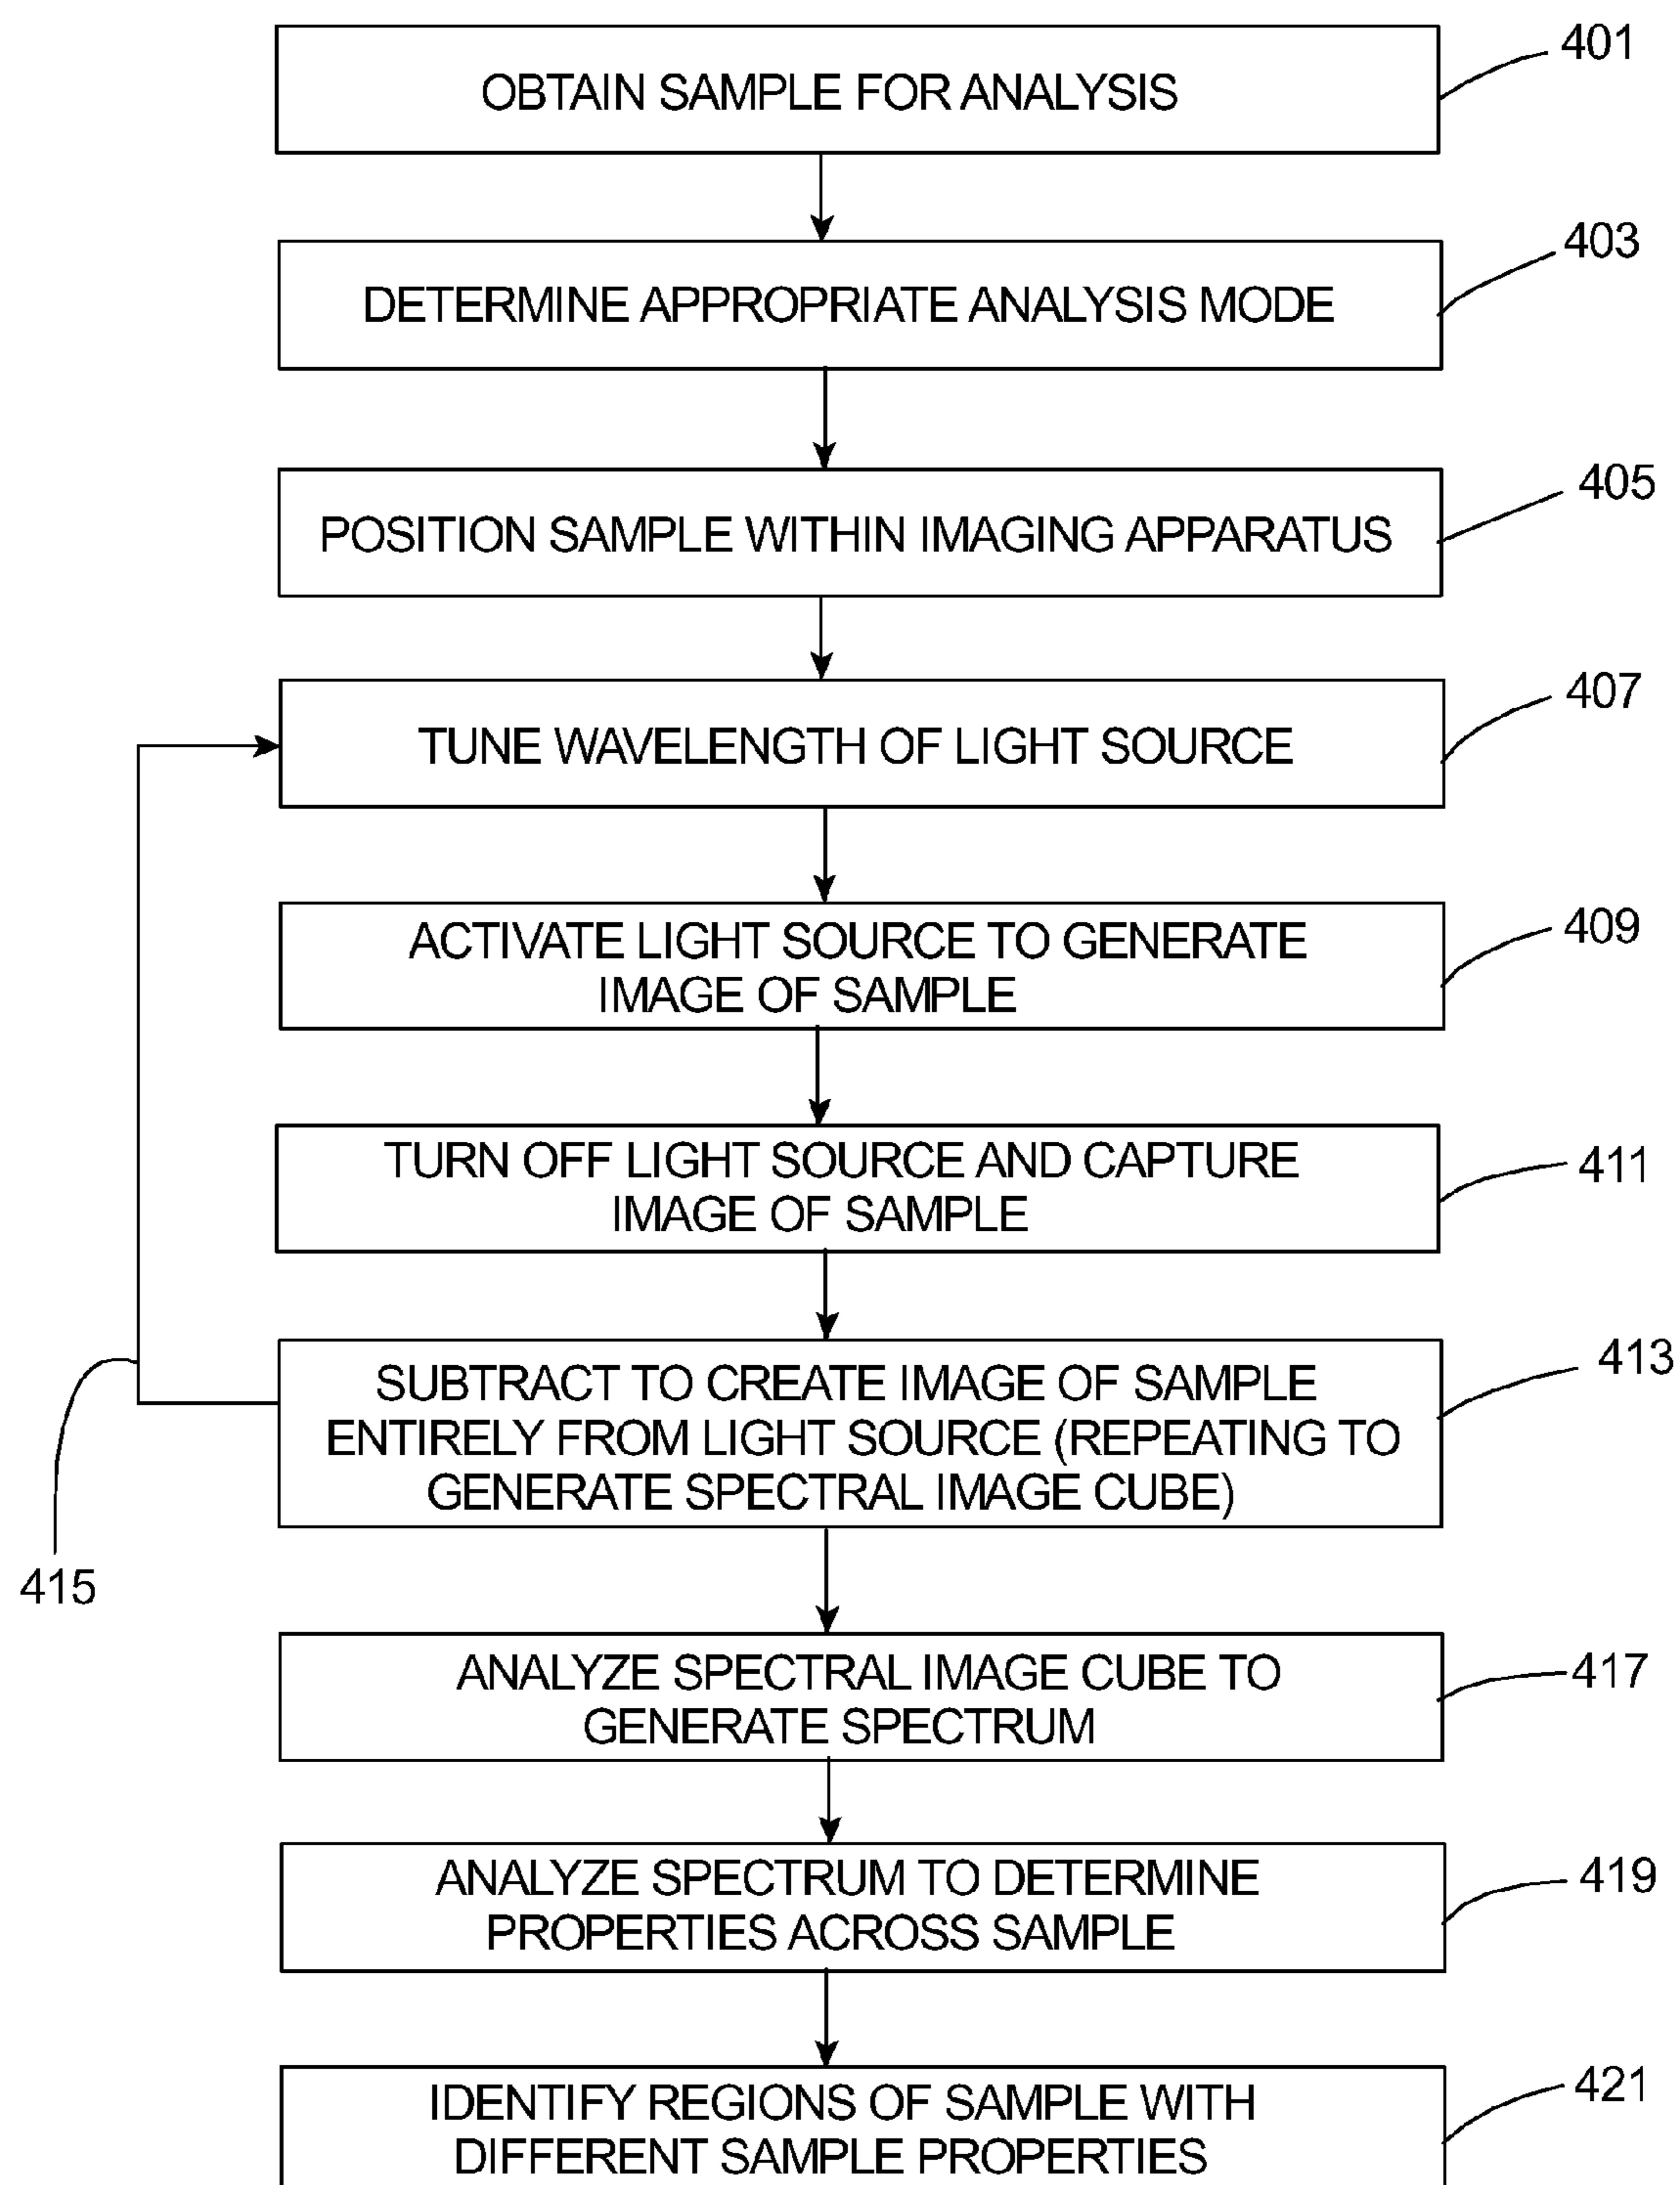 OBTAIN SAMPLE FOR ANALYSIS
401
DETERMINE APPROPRIATE ANALYSIS MODE
403
POSITION SAMPLE WITHIN IMAGING APPARATUS
405
TUNE WAVELENGTH OF LIGHT SOURCE
407
ACTIVATE LIGHT SOURCE TO GENERATE
IMAGE OF SAMPLE
409
TURN OFF LIGHT SOURCE AND CAPTURE
IMAGE OF SAMPLE
411
SUBTRACT TO CREATE IMAGE OF SAMPLE
ENTIRELY FROM LIGHT SOURCE (REPEATING TO
GENERATE SPECTRAL IMAGE CUBE)
413
415
ANALYZE SPECTRAL IMAGE CUBE TO
GENERATE SPECTRUM
417
ANALYZE SPECTRUM TO DETERMINE
PROPERTIES ACROSS SAMPLE
419
IDENTIFY REGIONS OF SAMPLE WITH
DIFFERENT SAMPLE PROPERTIES
421